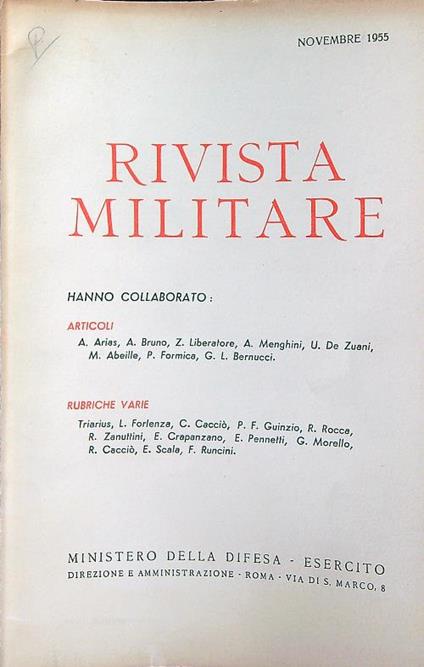 NOVEMBRE 1955
RIVISTA
MILITARE
HANNO COLLABORATO :
ARTICOLI
A. Arias, A. Bruno, Z. Liberatore, A. Menghini, U. De Zuani,
M. Abeille, P. Formica, G. L. Bernucci.
RUBRICHE VARIE
Triarius, L. Forlenza, C. Cacciò, P. F. Guinzio, R. Rocca,
R. Zanuttini, E. Crapanzano, E. Pennetti, G. Morello,
R. Cacciò, E. Scala, F. Runcini.
MINISTERO DELLA DIFESA - ESERCITO
DIREZIONE E AMMINISTRAZIONE - ROMA - VIA DI S. MARCO, 8